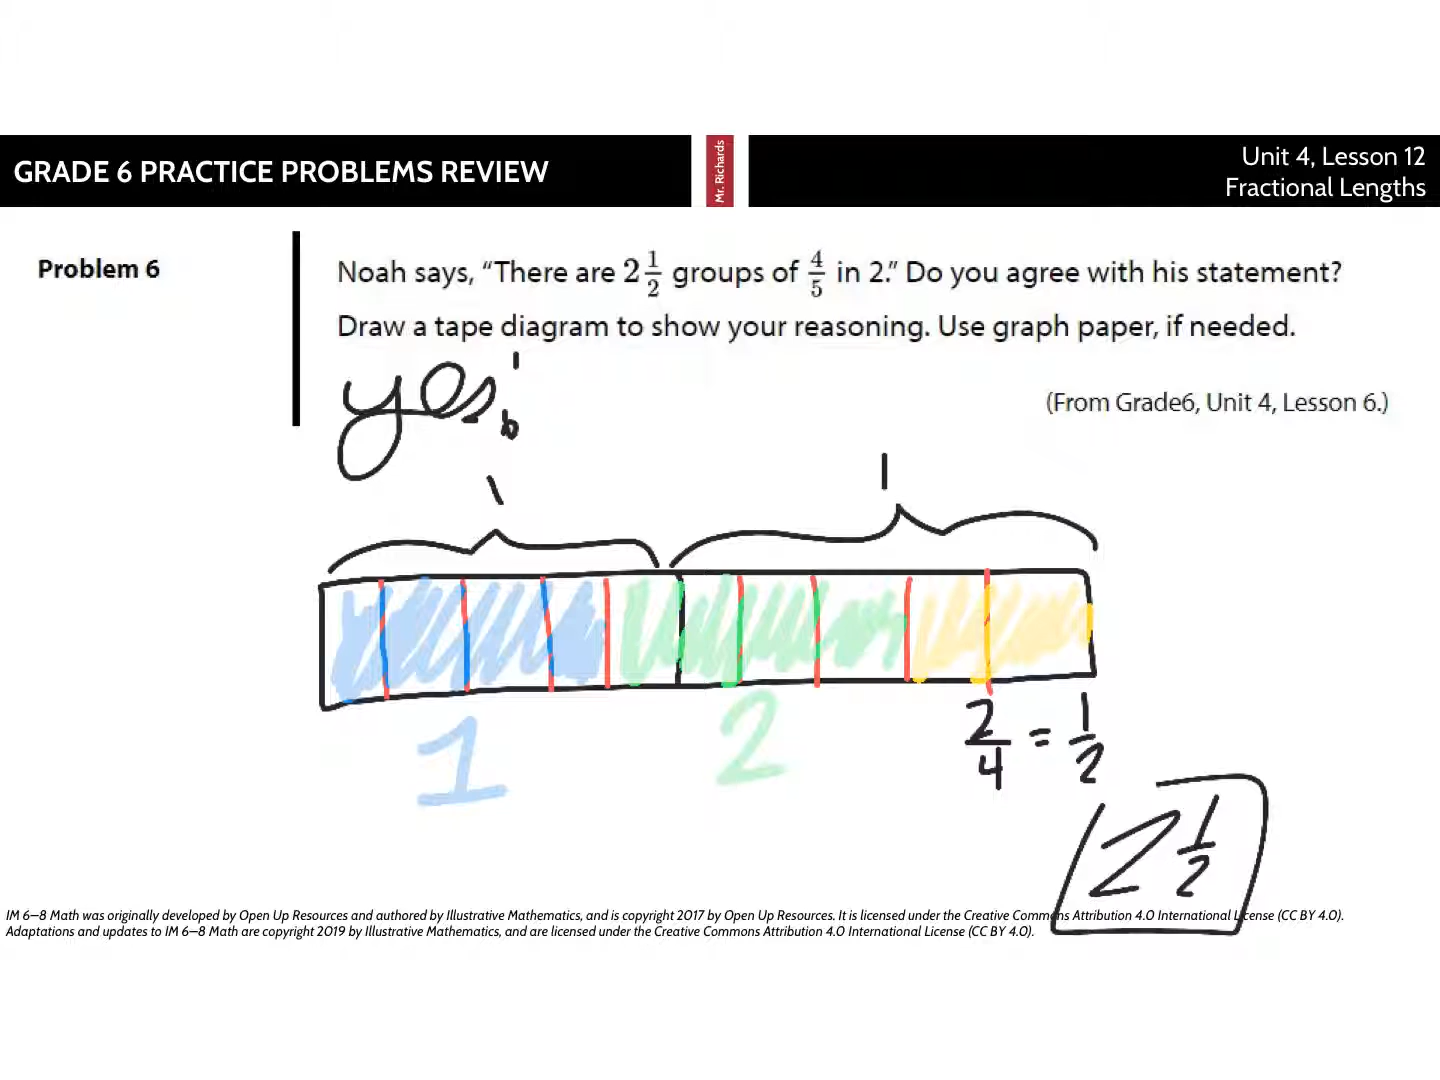 GRADE 6 PRACTICE PROBLEMS REVIEW
Mr. Richards
Unit 4, Lesson 12
Fractional Lengths
Problem 6
Noah says, “There are 2 1/2 groups of 4/5 in 2.” Do you agree with his statement?
Draw a tape diagram to show your reasoning. Use graph paper, if needed.
(From Grade6, Unit 4, Lesson 6.)
yes!
1 1
1 2 2/4 = 1/2
2 1/2
IM 6–8 Math was originally developed by Open Up Resources and authored by Illustrative Mathematics, and is copyright 2017 by Open Up Resources. It is licensed under the Creative Commons Attribution 4.0 International License (CC BY 4.0).
Adaptations and updates to IM 6–8 Math are copyright 2019 by Illustrative Mathematics, and are licensed under the Creative Commons Attribution 4.0 International License (CC BY 4.0).